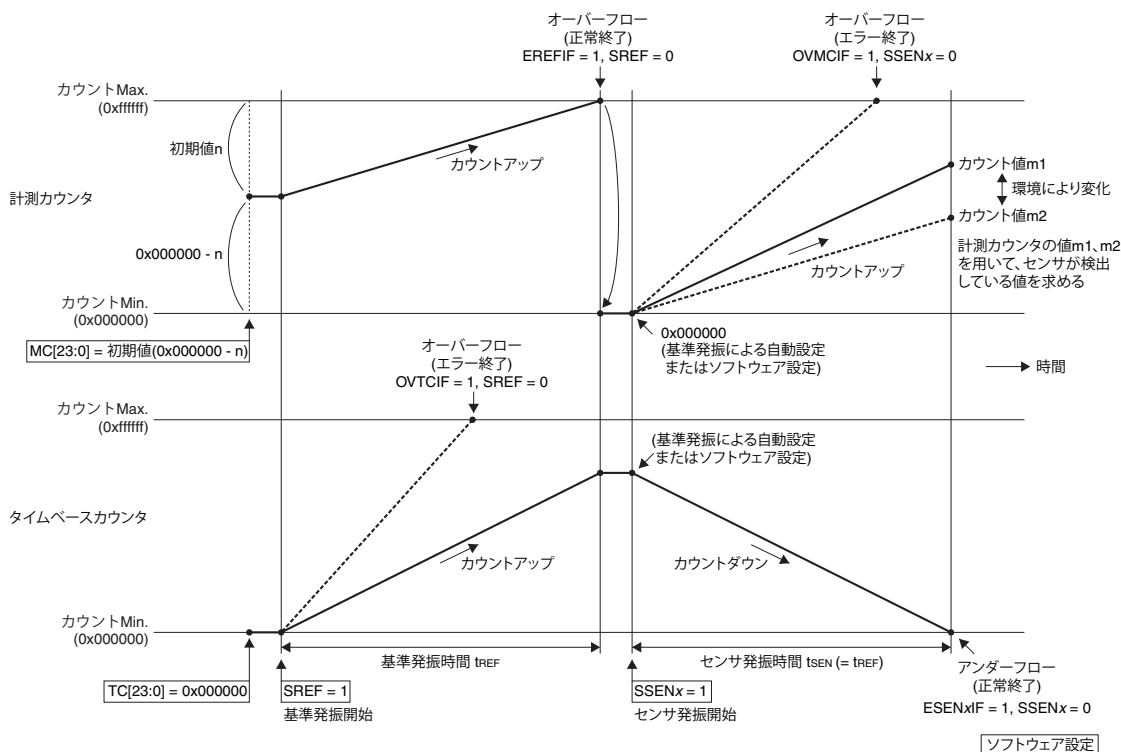 オーバーフロー
(正常終了)
EREFIF = 1, SREF = 0
オーバーフロー
(エラー終了)
OVMCIF = 1, SSENx = 0
カウントMax.
(0xffffff)
初期値n
カウントアップ
カウント値m1
環境により変化
カウント値m2
計測カウンタ
0x000000 - n
カウントアップ
計測カウンタの値m1、m2
を用いて、センサが検出
している値を求める
カウントMin.
(0x000000)
0x000000
(基準発振による自動設定
またはソフトウェア設定)
MC[23:0] = 初期値(0x000000 - n)
オーバーフロー
(エラー終了)
OVTCIF = 1, SREF = 0
時間
カウントMax.
(0xffffff)
(基準発振による自動設定
またはソフトウェア設定)
タイムベースカウンタ
カウントアップ
カウントダウン
カウントMin.
(0x000000)
基準発振時間 tREF
センサ発振時間 tSEN (= tREF)
TC[23:0] = 0x000000
SREF = 1
基準発振開始
SSENx = 1
センサ発振開始
アンダーフロー
(正常終了)
ESENxIF = 1, SSENx = 0
ソフトウェア設定